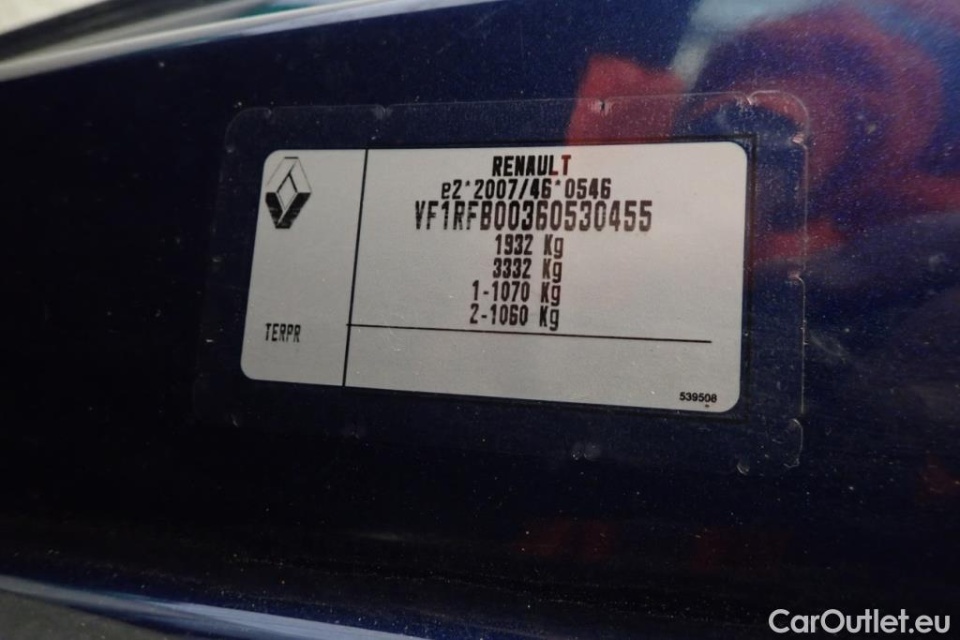 RENAULT
e2*2007/46*0546
VF1RFB00360530455
1932 Kg
3332 Kg
1-1070 Kg
2-1060 Kg
TERPR
539508
CarOutlet.eu